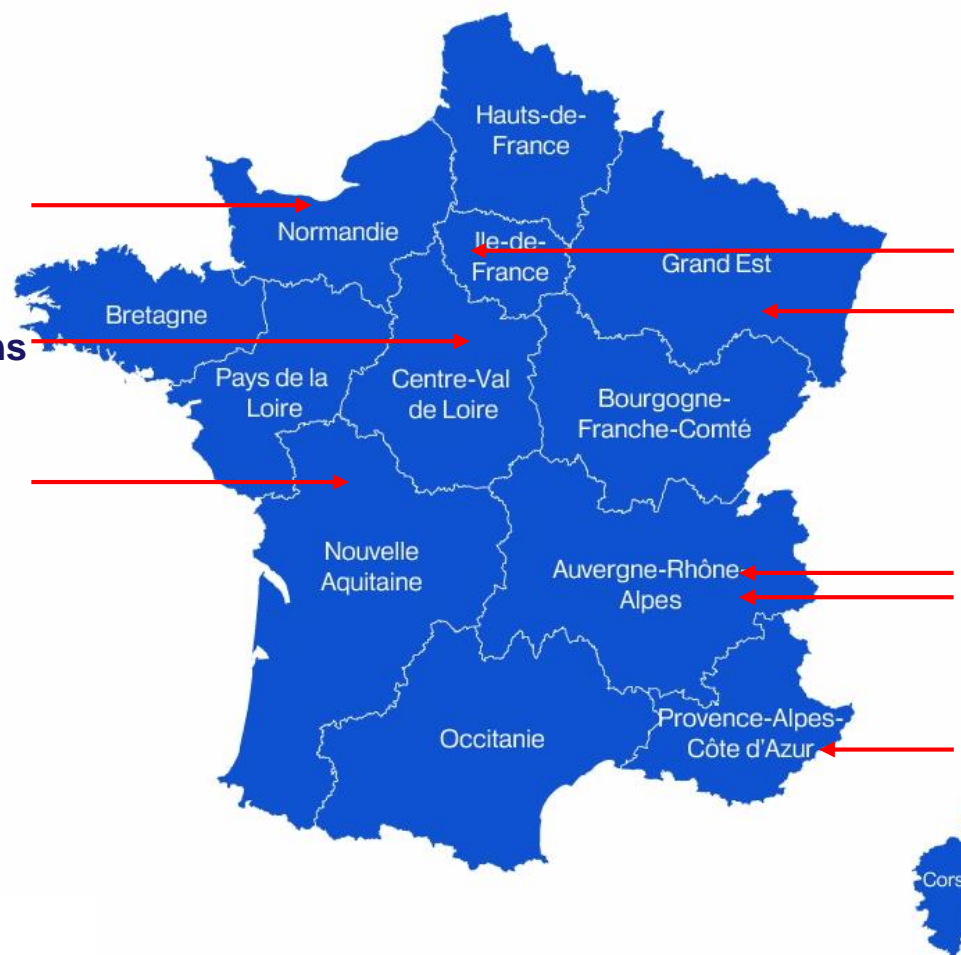 Hauts-de-
France
Normandie
Ile-de-
France
Grand Est
Bretagne
Pays de la
Loire
Centre-Val
de Loire
Bourgogne-
Franche-Comté
Nouvelle
Aquitaine
Auvergne-Rhône-
Alpes
Provence-Alpes-
Côte d'Azur
Occitanie